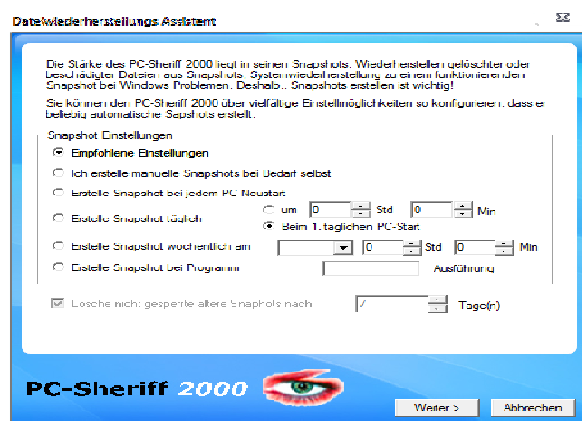 Datewiederherstellungs Assistent
Die Stärke des PC-Sheriff 2000 liegt in seinen Snapshots. Wiederherstellen gelöschter oder
beschädigter Dateien aus Snapshots. Systemwiederherstellung zu einem funktionierenden
Snapshot bei Windows Problemen. Deshalb.. Snapshots erstellen ist wichtig!
Sie können den PC-Sheriff 2000 über vielfältige Einstellmöglichkeiten so konfigurieren, dass er
beliebig automatische Sapshots erstellt.
Snapshot Einstellungen
Empfohlene Einstellungen
Ich erstelle manuelle Snapshots bei Bedarf selbst
Erstelle Snapshot bei jedem PC Neustart
Erstelle Snapshot täglich um 0 Std 0 Min
Beim 1. täglichen PC-Start
Erstelle Snapshot wöchentlich am 0 Std 0 Min
Erstelle Snapshot bei Programm Ausführung
Lösche nicht gesperrte ältere Snaphots nach 7 Tage(n)
PC-Sheriff 2000
Weiter >
Abbrechen